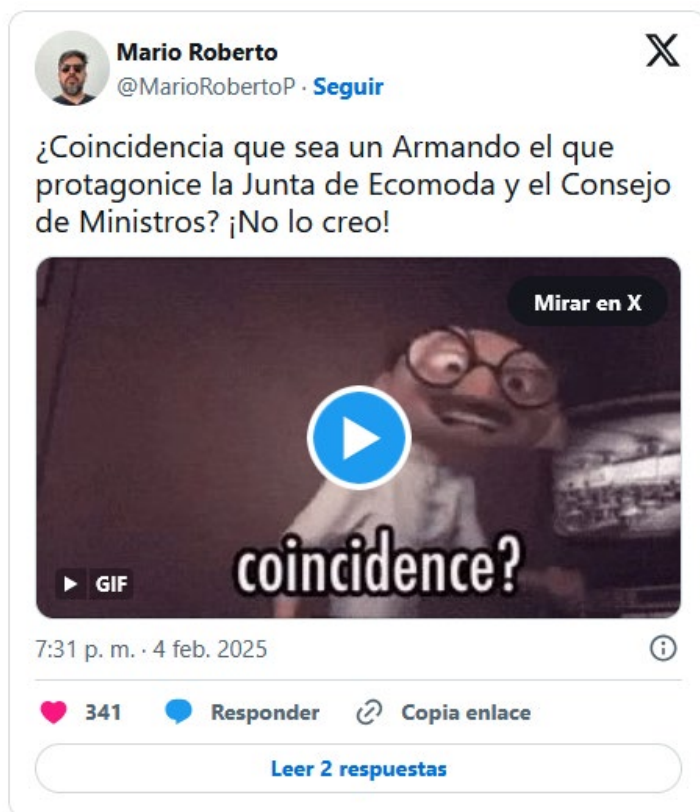 Mario Roberto
@MarioRobertoP · Seguir
¿Coincidencia que sea un Armando el que
protagonice la Junta de Ecomoda y el Consejo
de Ministros? ¡No lo creo!
Mirar en X
coincidence?
GIF
7:31 p. m. · 4 feb. 2025
341 Responder Copia enlace
Leer 2 respuestas